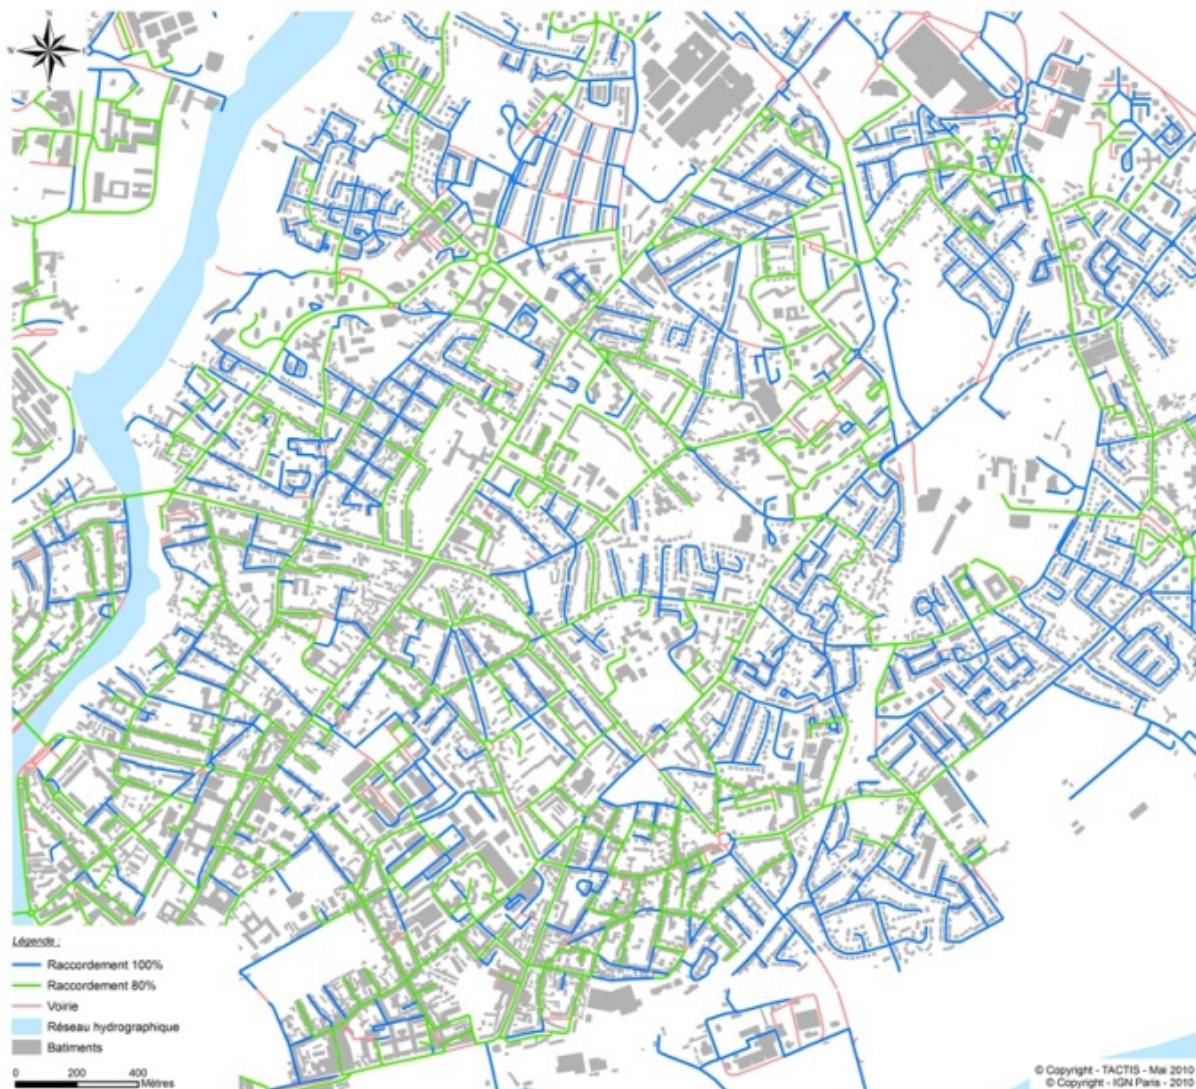 Légende :
Raccordement 100%
Raccordement 80%
Voirie
Réseau hydrographique
Batiments
0 200 400
Mètres
© Copyright - TACTIS - Mai 2010
© Copyright - IGN Paris - 2010